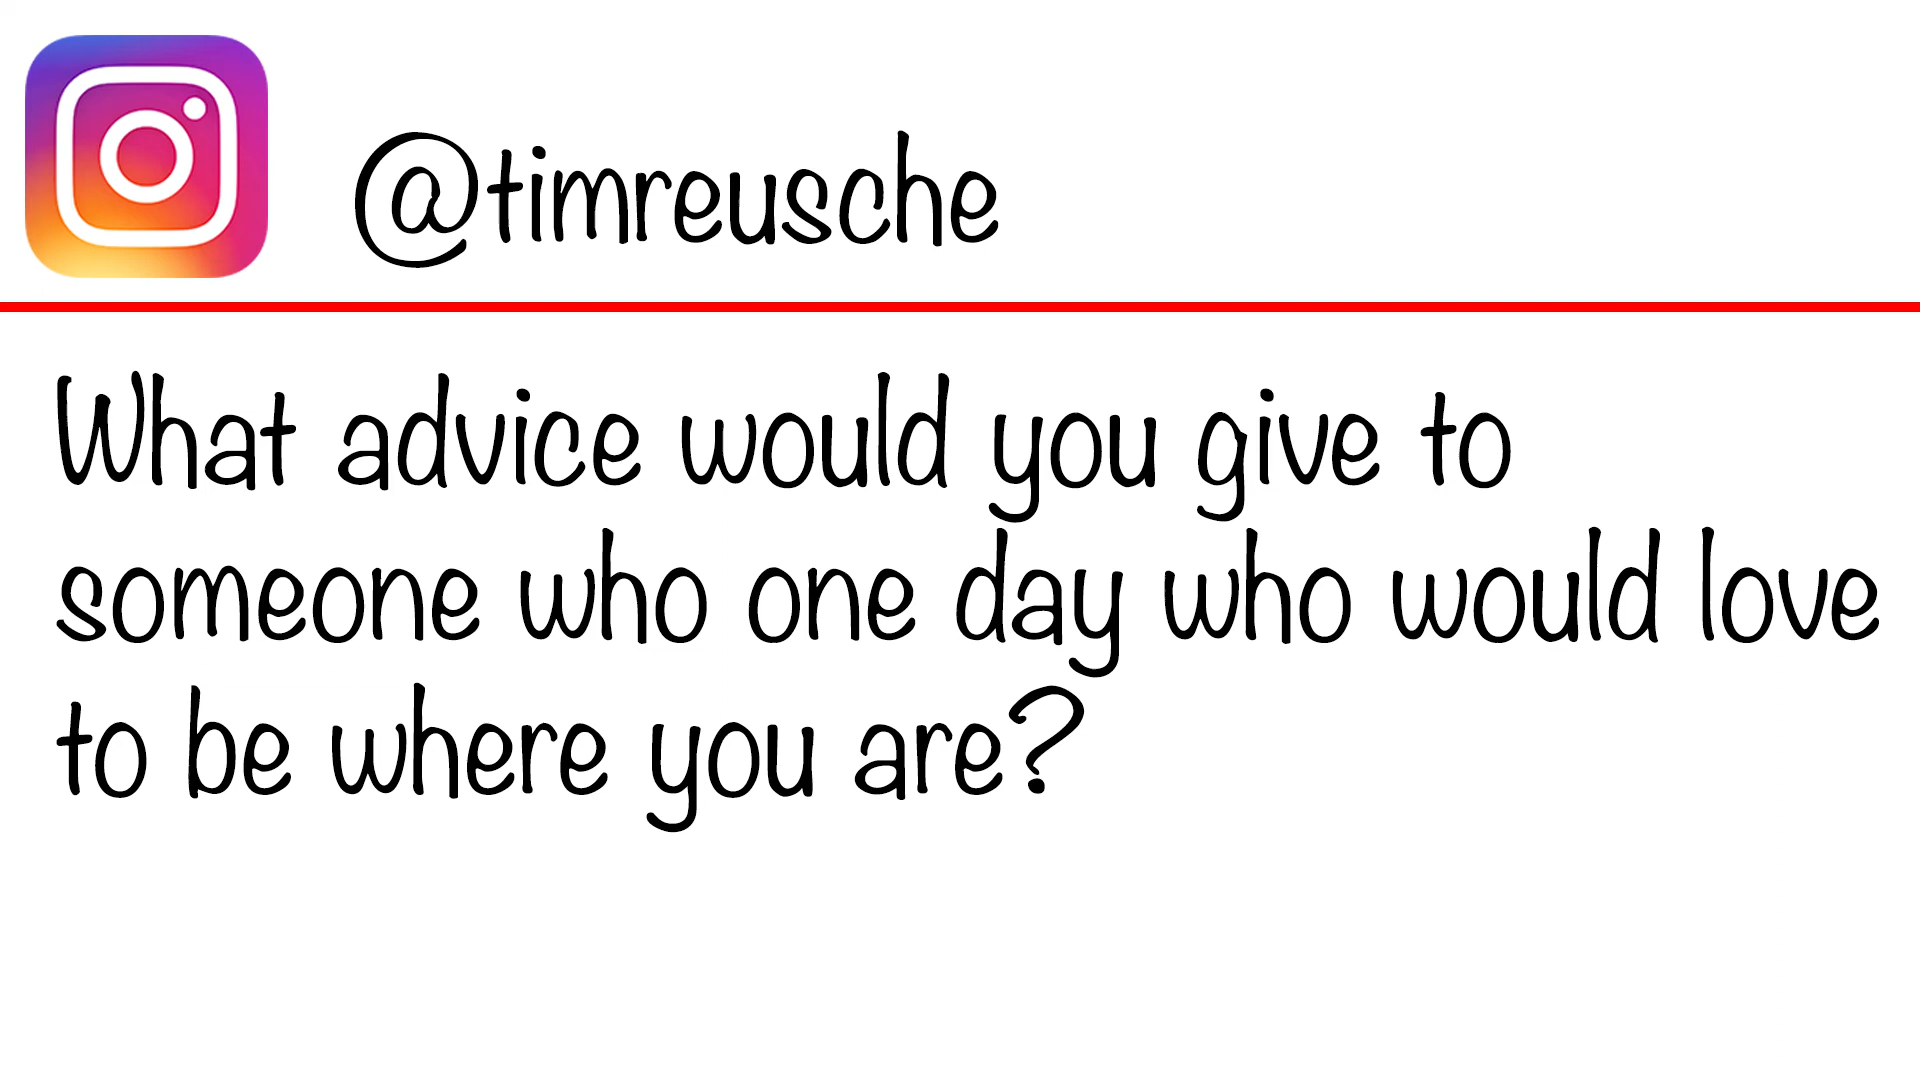 @timreusche
What advice would you give to
someone who one day who would love
to be where you are?